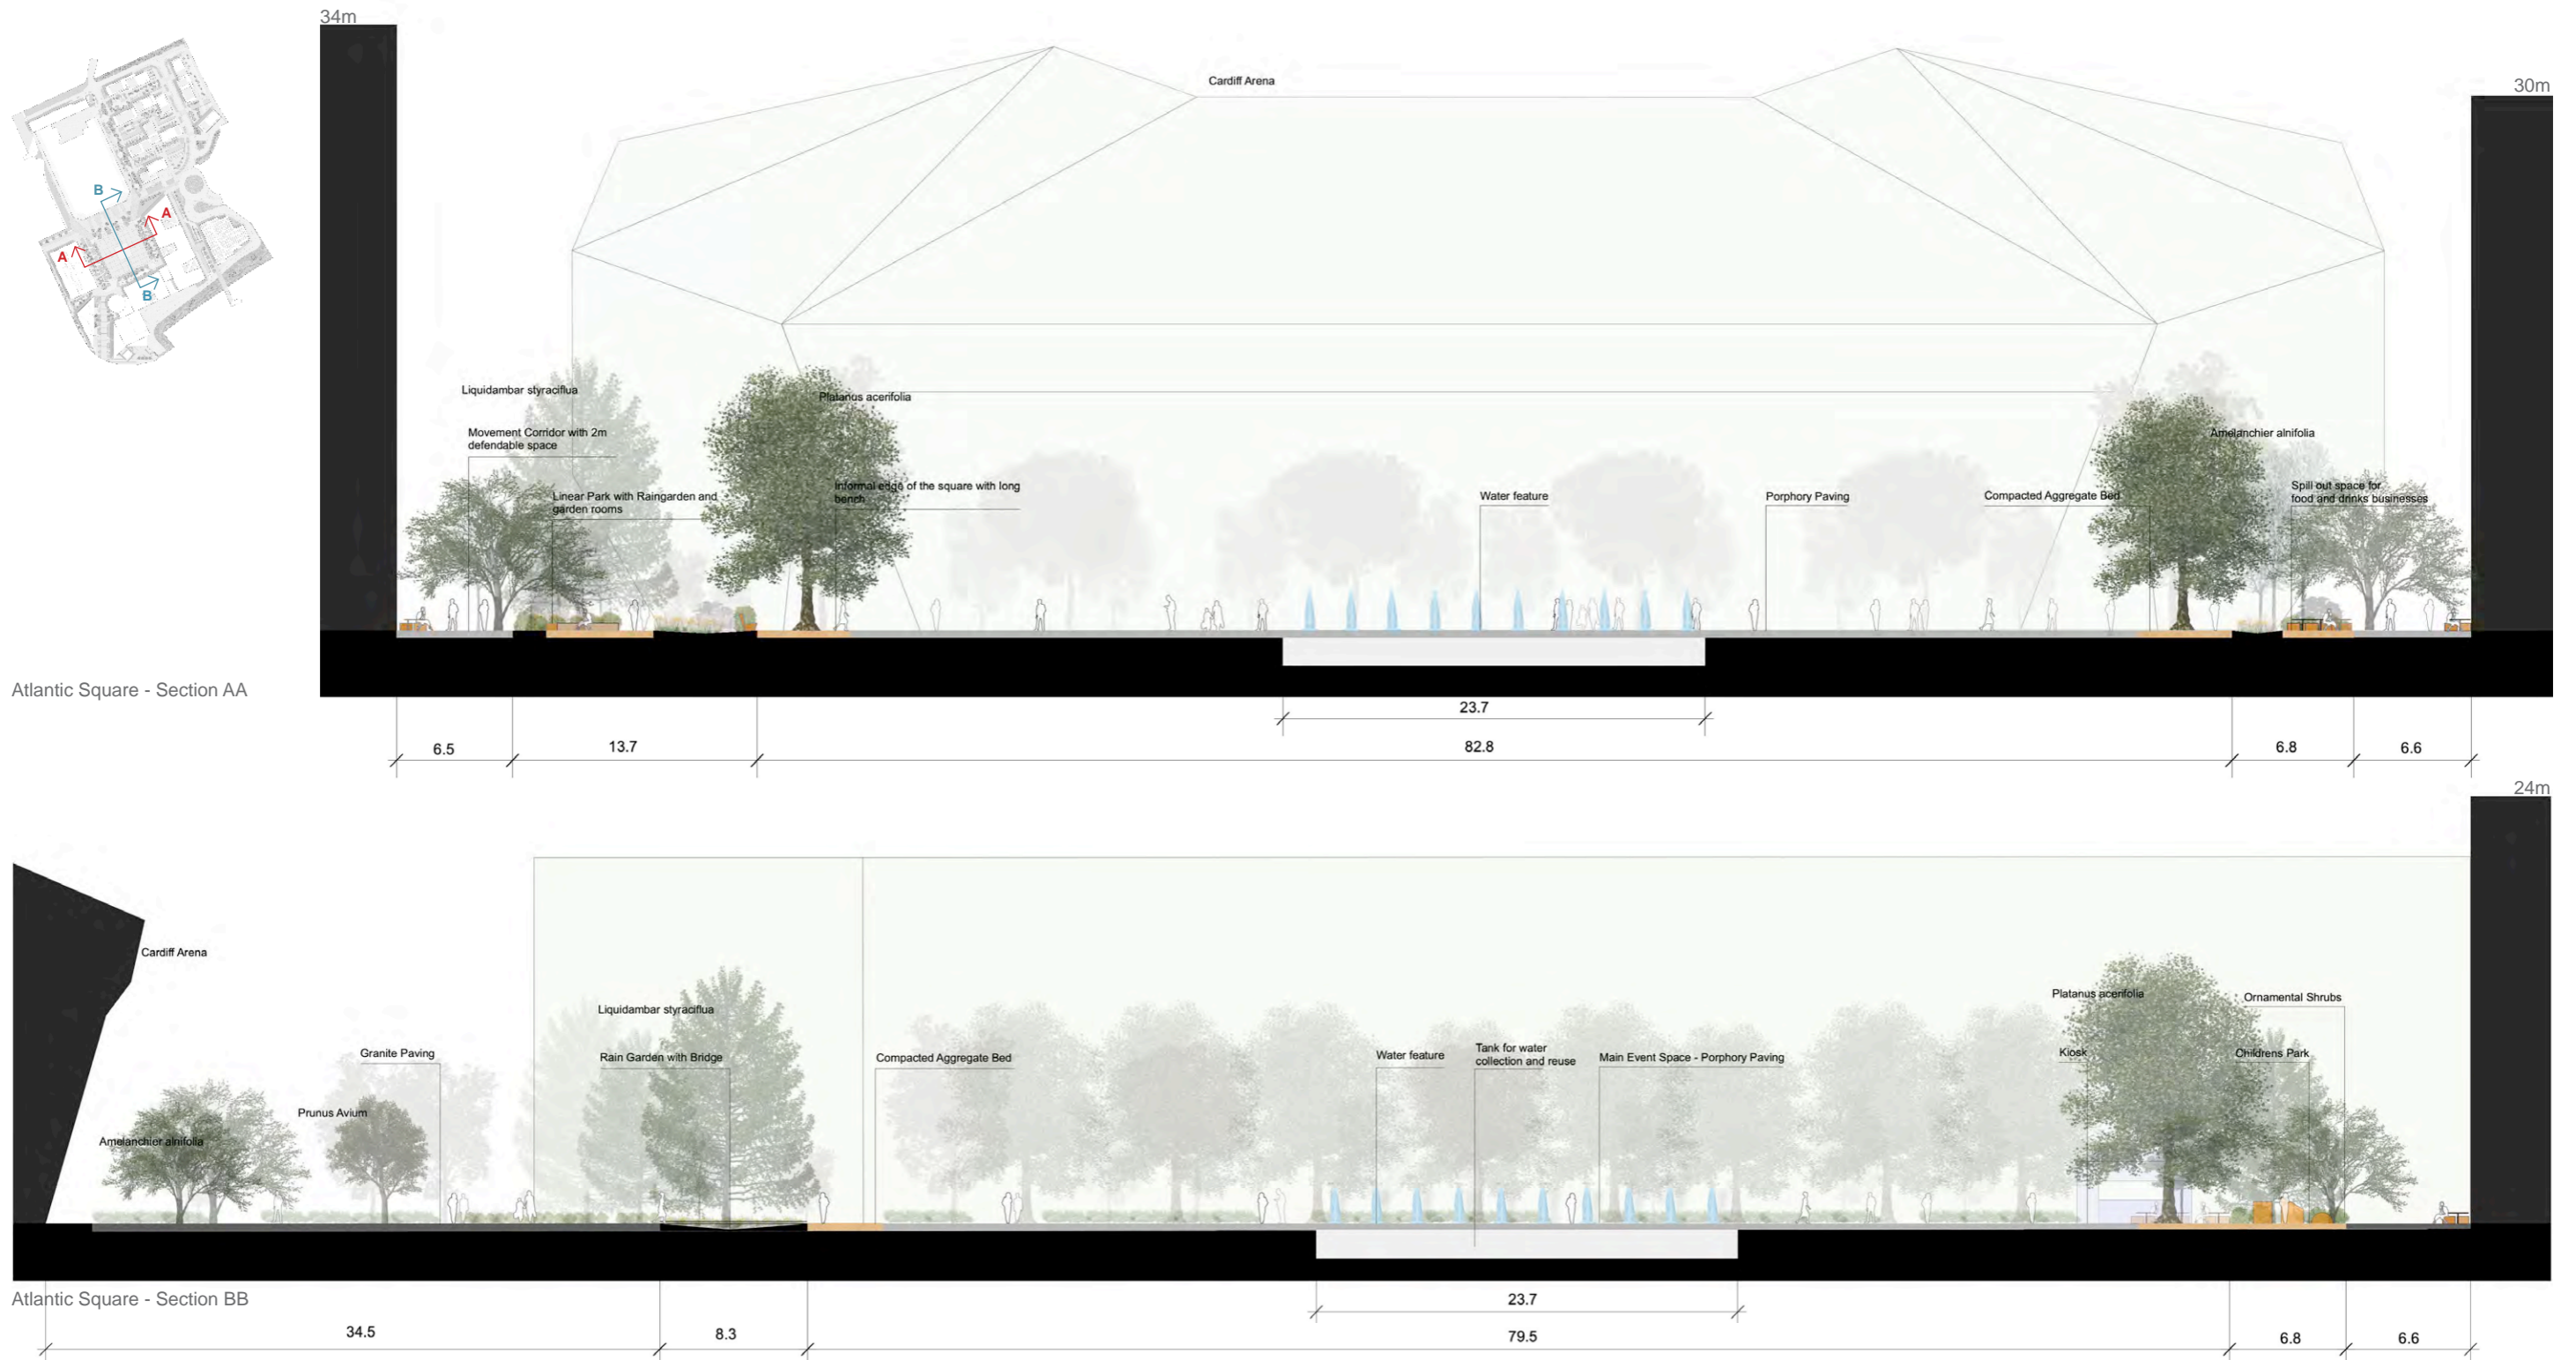 34m
Cardiff Arena
30m
B
A
A
B
Liquidambar styraciflua
Platanus acerifolia
Movement Corridor with 2m
defendable space
Amelanchier alnifolia
Linear Park with Raingarden and
garden rooms
Informal edge of the square with long
bench
Water feature
Porphory Paving
Compacted Aggregate Bed
Spill out space for
food and drinks businesses
Atlantic Square - Section AA
23.7
6.5
13.7
82.8
6.8
6.6
24m
Cardiff Arena
Liquidambar styraciflua
Platanus acerifolia
Ornamental Shrubs
Granite Paving
Rain Garden with Bridge
Compacted Aggregate Bed
Water feature
Tank for water
collection and reuse
Main Event Space - Porphory Paving
Kiosk
Childrens Park
Prunus Avium
Amelanchier alnifolia
Atlantic Square - Section BB
23.7
34.5
8.3
79.5
6.8
6.6